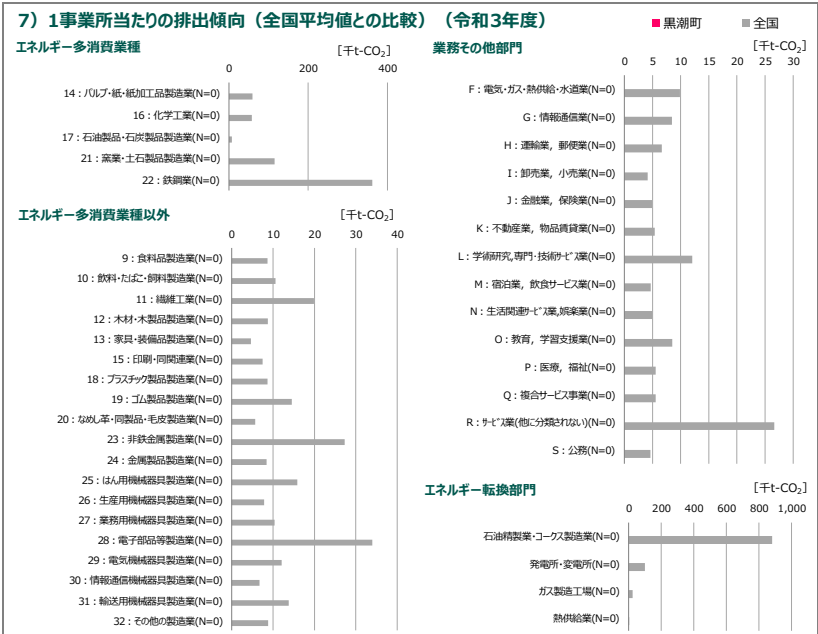 7）1事業所当たりの排出傾向（全国平均値との比較）（令和3年度）
■黒潮町 ■全国
エネルギー多消費業種
[千t-CO₂]
0 200 400
14：パルプ・紙・紙加工品製造業(N=0)
16：化学工業(N=0)
17：石油製品・石炭製品製造業(N=0)
21：窯業・土石製品製造業(N=0)
22：鉄鋼業(N=0)
エネルギー多消費業種以外
[千t-CO₂]
0 10 20 30 40
9：食料品製造業(N=0)
10：飲料・たばこ・飼料製造業(N=0)
11：繊維工業(N=0)
12：木材・木製品製造業(N=0)
13：家具・装備品製造業(N=0)
15：印刷・同関連業(N=0)
18：プラスチック製品製造業(N=0)
19：ゴム製品製造業(N=0)
20：なめし革・同製品・毛皮製造業(N=0)
23：非鉄金属製造業(N=0)
24：金属製品製造業(N=0)
25：はん用機械器具製造業(N=0)
26：生産用機械器具製造業(N=0)
27：業務用機械器具製造業(N=0)
28：電子部品等製造業(N=0)
29：電気機械器具製造業(N=0)
30：情報通信機械器具製造業(N=0)
31：輸送用機械器具製造業(N=0)
32：その他の製造業(N=0)
業務その他部門
[千t-CO₂]
0 5 10 15 20 25 30
F：電気・ガス・熱供給・水道業(N=0)
G：情報通信業(N=0)
H：運輸業，郵便業(N=0)
I：卸売業，小売業(N=0)
J：金融業，保険業(N=0)
K：不動産業，物品賃貸業(N=0)
L：学術研究,専門・技術ｻｰﾋﾞｽ業(N=0)
M：宿泊業，飲食サービス業(N=0)
N：生活関連ｻｰﾋﾞｽ業,娯楽業(N=0)
O：教育，学習支援業(N=0)
P：医療，福祉(N=0)
Q：複合サービス事業(N=0)
R：ｻｰﾋﾞｽ業(他に分類されない)(N=0)
S：公務(N=0)
エネルギー転換部門
[千t-CO₂]
0 200 400 600 800 1,000
石油精製業・コークス製造業(N=0)
発電所・変電所(N=0)
ガス製造工場(N=0)
熱供給業(N=0)